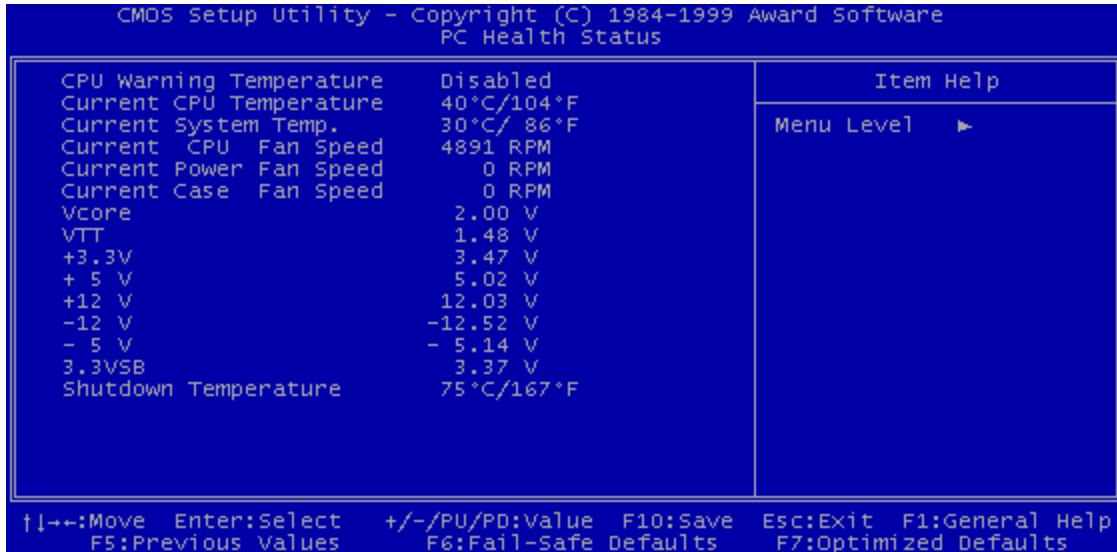 CMOS Setup Utility - Copyright (C) 1984-1999 Award Software
PC Health Status
CPU Warning Temperature Disabled
Current CPU Temperature 40°C/104°F
Current System Temp. 30°C/ 86°F
Current CPU Fan Speed 4891 RPM
Current Power Fan Speed 0 RPM
Current Case Fan Speed 0 RPM
Vcore 2.00 V
VTT 1.48 V
+3.3V 3.47 V
+ 5 V 5.02 V
+12 V 12.03 V
-12 V -12.52 V
- 5 V - 5.14 V
3.3VSB 3.37 V
Shutdown Temperature 75°C/167°F
Item Help
Menu Level ►
↑↓→←:Move Enter:Select +/-/PU/PD:Value F10:Save Esc:Exit F1:General Help
F5:Previous Values F6:Fail-Safe Defaults F7:Optimized Defaults